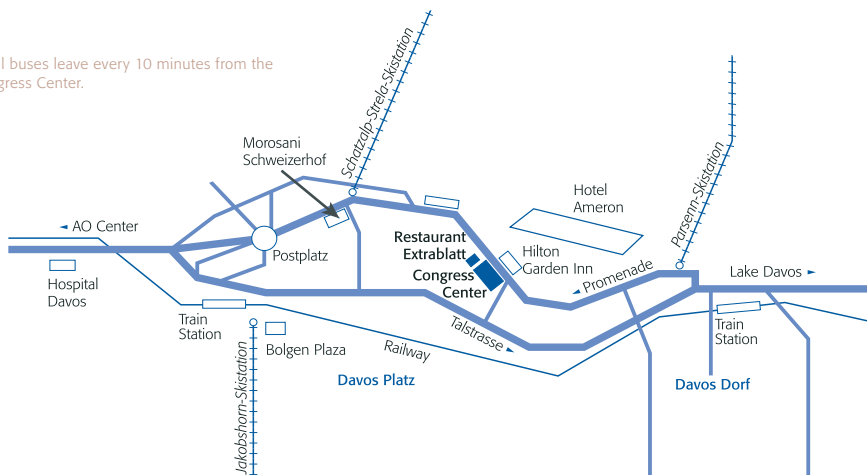 l buses leave every 10 minutes from the
gress Center.
Schatzalp-Strela-Skistation
Morosani
Schweizerhof
Parsenn-Skistation
Hotel
Ameron
AO Center
Postplatz
Restaurant
Extrablatt
Congress
Center
Hilton
Garden Inn
Promenade
Lake Davos
Hospital
Davos
Train
Station
Bolgen Plaza
Talstrasse
Railway
Train
Station
Jakobshorn-Skistation
Davos Platz
Davos Dorf